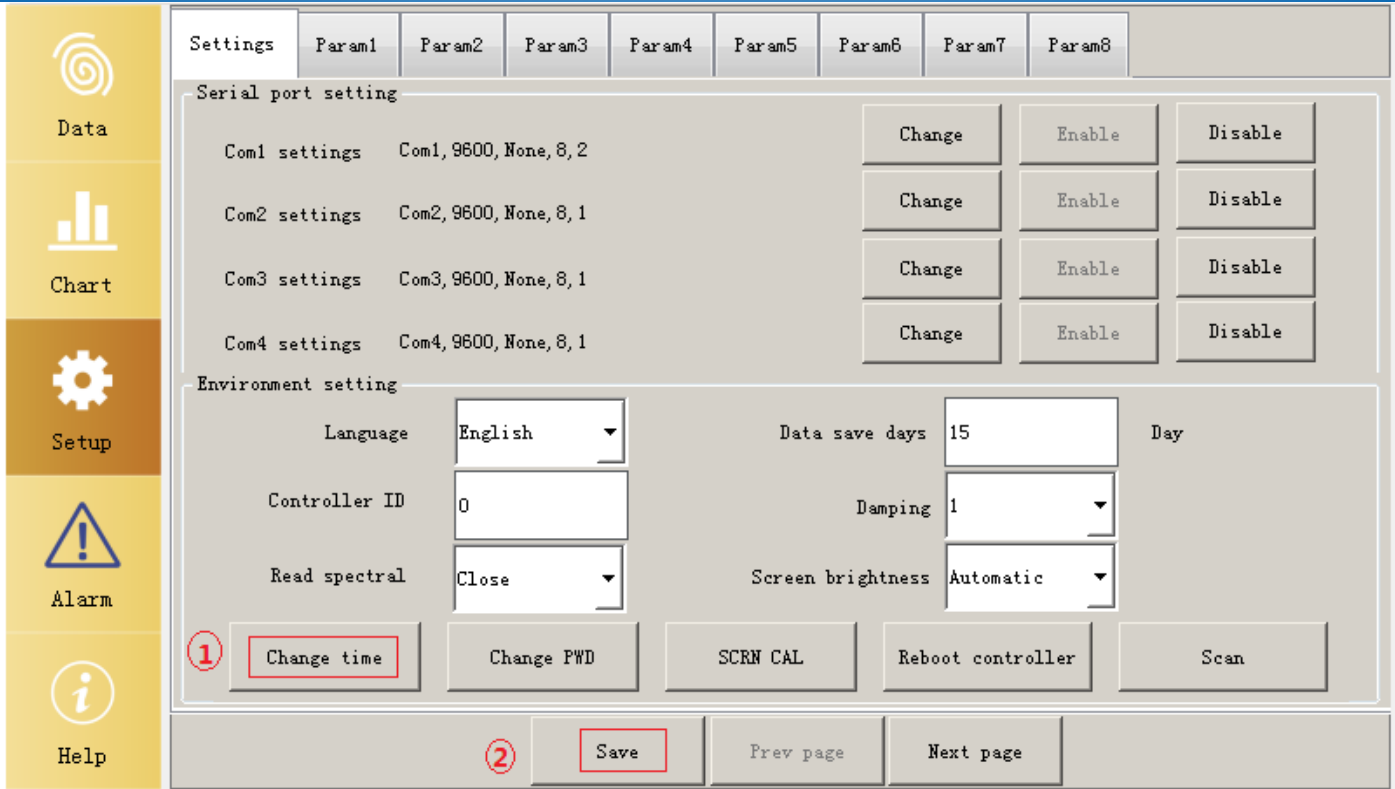 Data
Chart
Setup
Alarm
Help
Settings Param1 Param2 Param3 Param4 Param5 Param6 Param7 Param8
Serial port setting
Com1 settings Com1, 9600, None, 8, 2 Change Enable Disable
Com2 settings Com2, 9600, None, 8, 1 Change Enable Disable
Com3 settings Com3, 9600, None, 8, 1 Change Enable Disable
Com4 settings Com4, 9600, None, 8, 1 Change Enable Disable
Environment setting
Language English Data save days 15 Day
Controller ID 0 Damping 1
Read spectral Close Screen brightness Automatic
1 Change time Change PWD SCRN CAL Reboot controller Scan
2 Save Prev page Next page